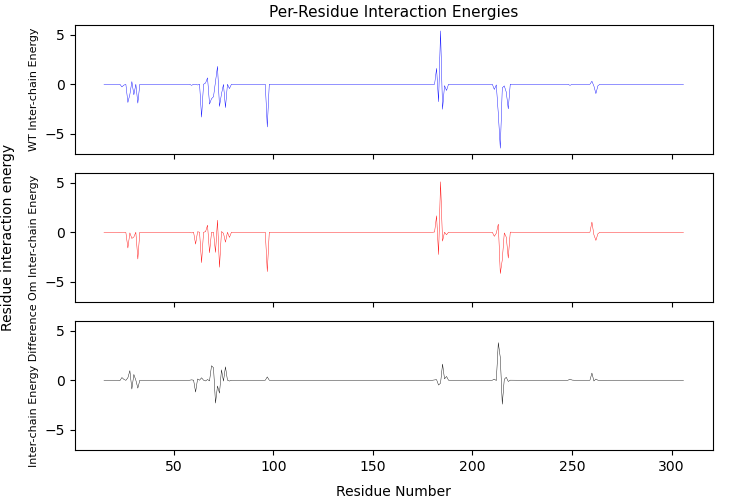 Per-Residue Interaction Energies
Residue interaction energy
WT Inter-chain Energy
5
0
−5
Om Inter-chain Energy
5
0
−5
Inter-chain Energy Difference
5
0
−5
50 100 150 200 250 300
Residue Number